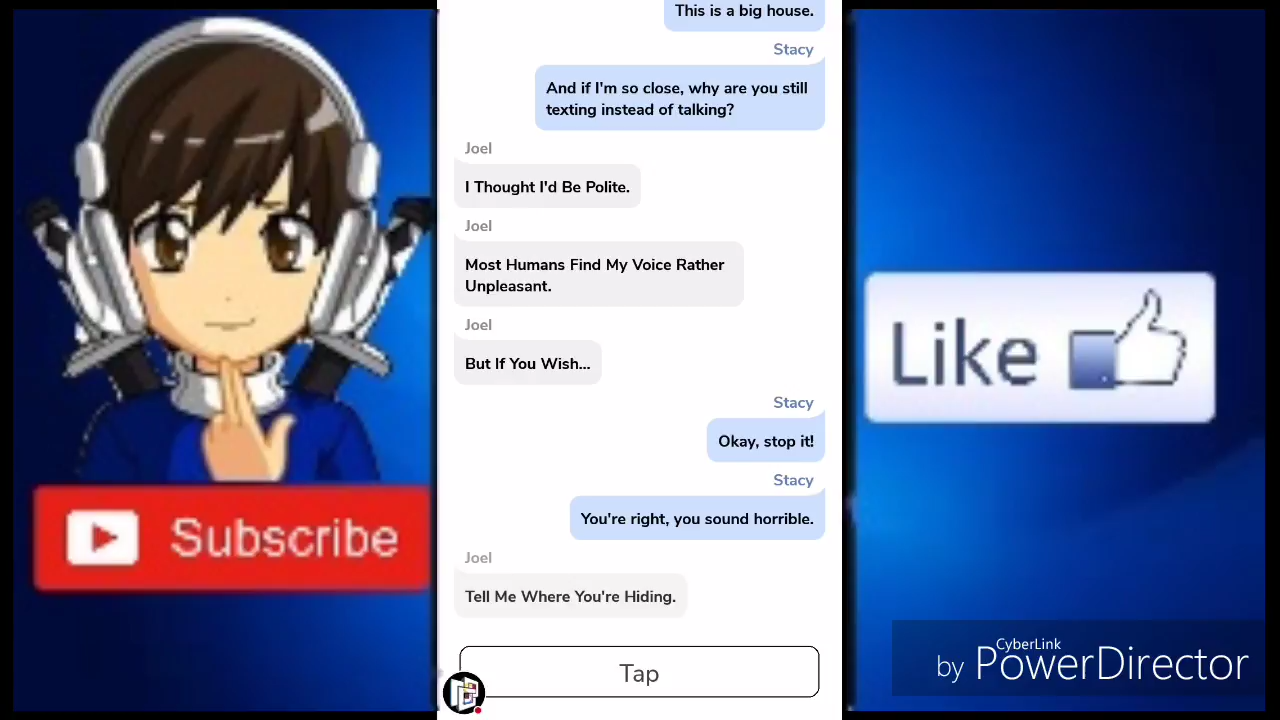 This is a big house.
Stacy
And if I'm so close, why are you still
texting instead of talking?
Joel
I Thought I'd Be Polite.
Joel
Most Humans Find My Voice Rather
Unpleasant.
Joel
But If You Wish...
Stacy
Okay, stop it!
Stacy
You're right, you sound horrible.
Joel
Tell Me Where You're Hiding.
Tap
Subscribe
Like
CyberLink
by PowerDirector